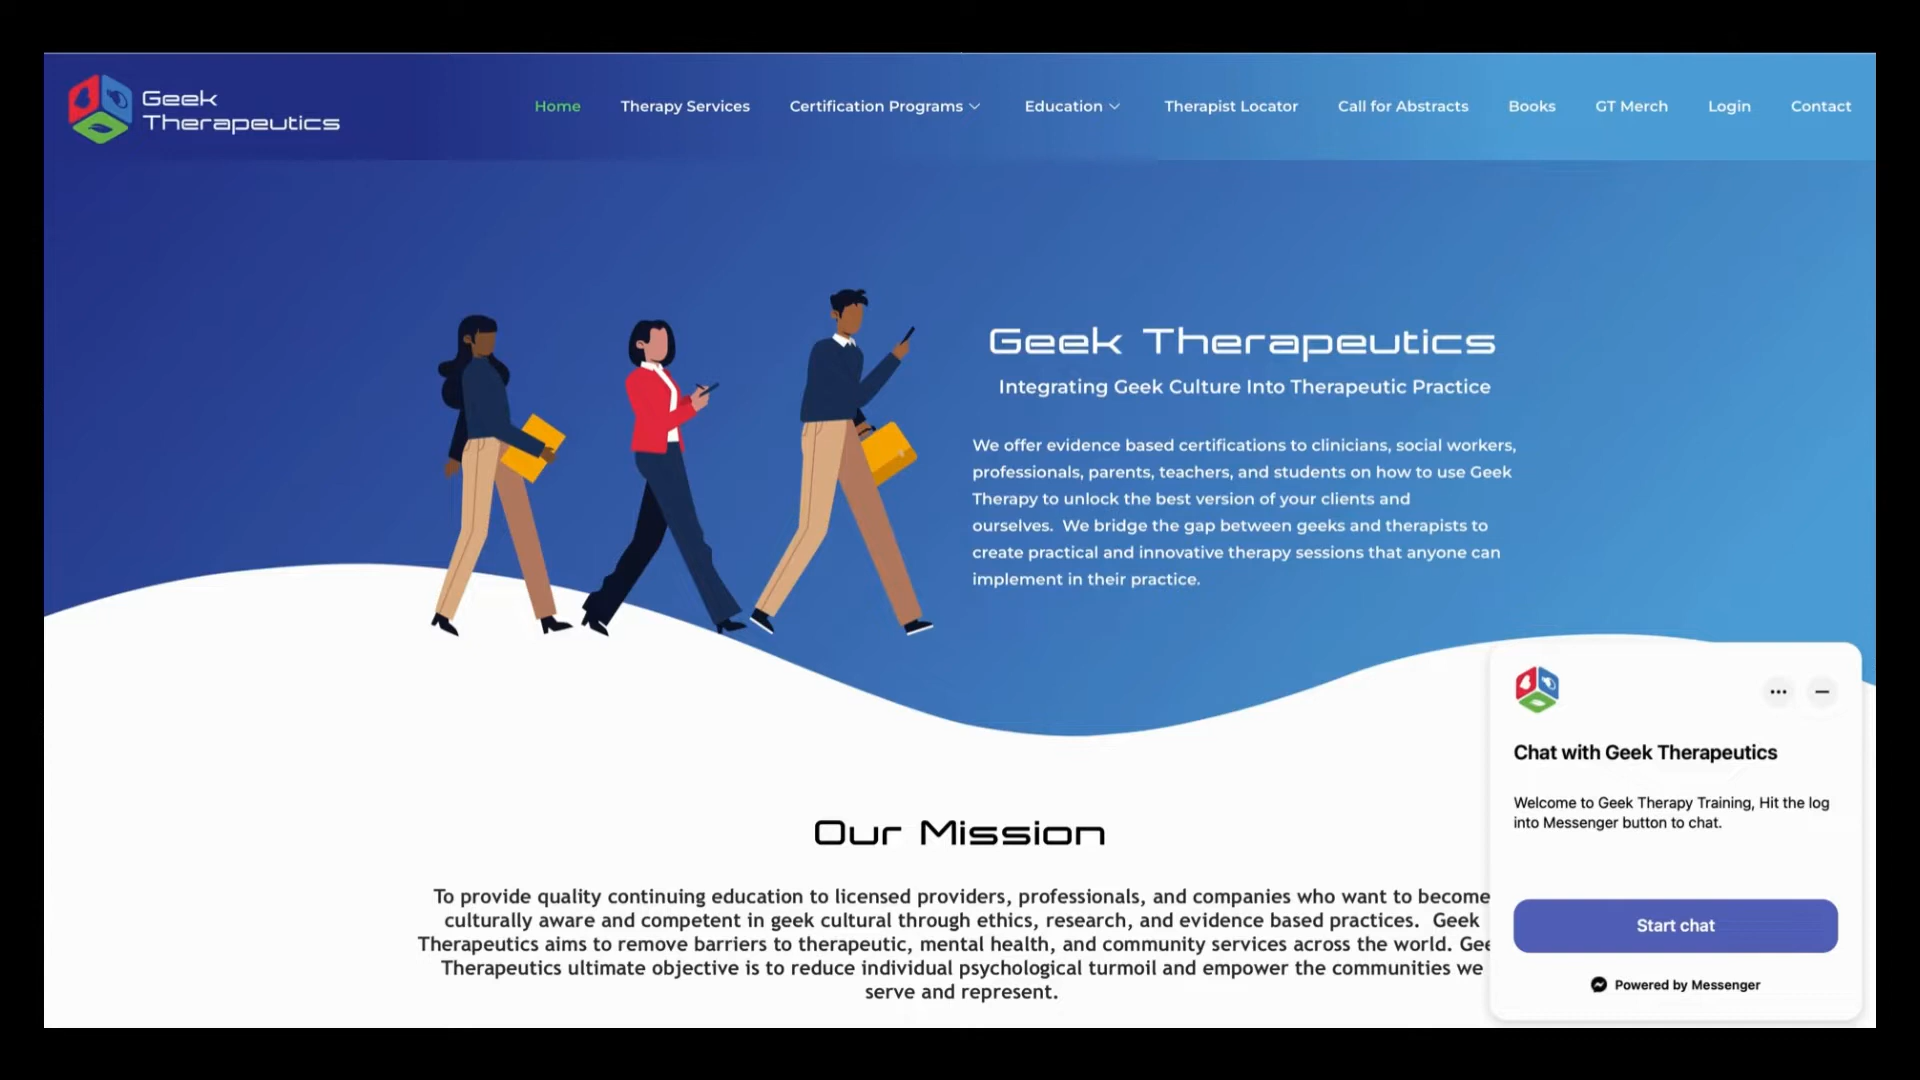 Geek
Therapeutics
Home
Therapy Services
Certification Programs
Education
Therapist Locator
Call for Abstracts
Books
GT Merch
Login
Contact
Geek Therapeutics
Integrating Geek Culture Into Therapeutic Practice
We offer evidence based certifications to clinicians, social workers,
professionals, parents, teachers, and students on how to use Geek
Therapy to unlock the best version of your clients and
ourselves.  We bridge the gap between geeks and therapists to
create practical and innovative therapy sessions that anyone can
implement in their practice.
Our Mission
To provide quality continuing education to licensed providers, professionals, and companies who want to become
culturally aware and competent in geek cultural through ethics, research, and evidence based practices.  Geek
Therapeutics aims to remove barriers to therapeutic, mental health, and community services across the world. Gee
Therapeutics ultimate objective is to reduce individual psychological turmoil and empower the communities we
serve and represent.
Chat with Geek Therapeutics
Welcome to Geek Therapy Training, Hit the log
into Messenger button to chat.
Start chat
Powered by Messenger